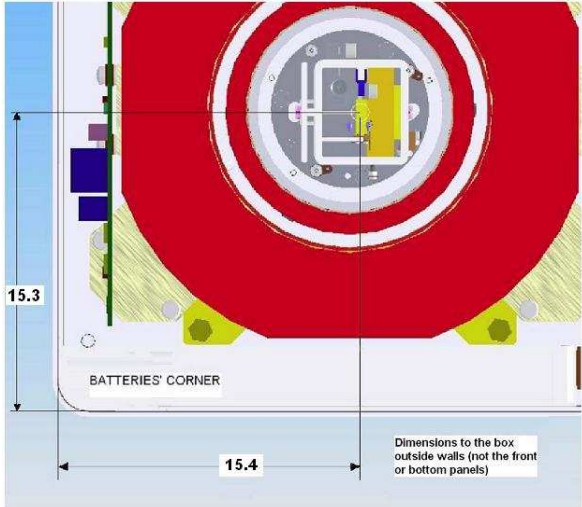 15.3
BATTERIES' CORNER
15.4
Dimensions to the box
outside walls (not the front
or bottom panels)